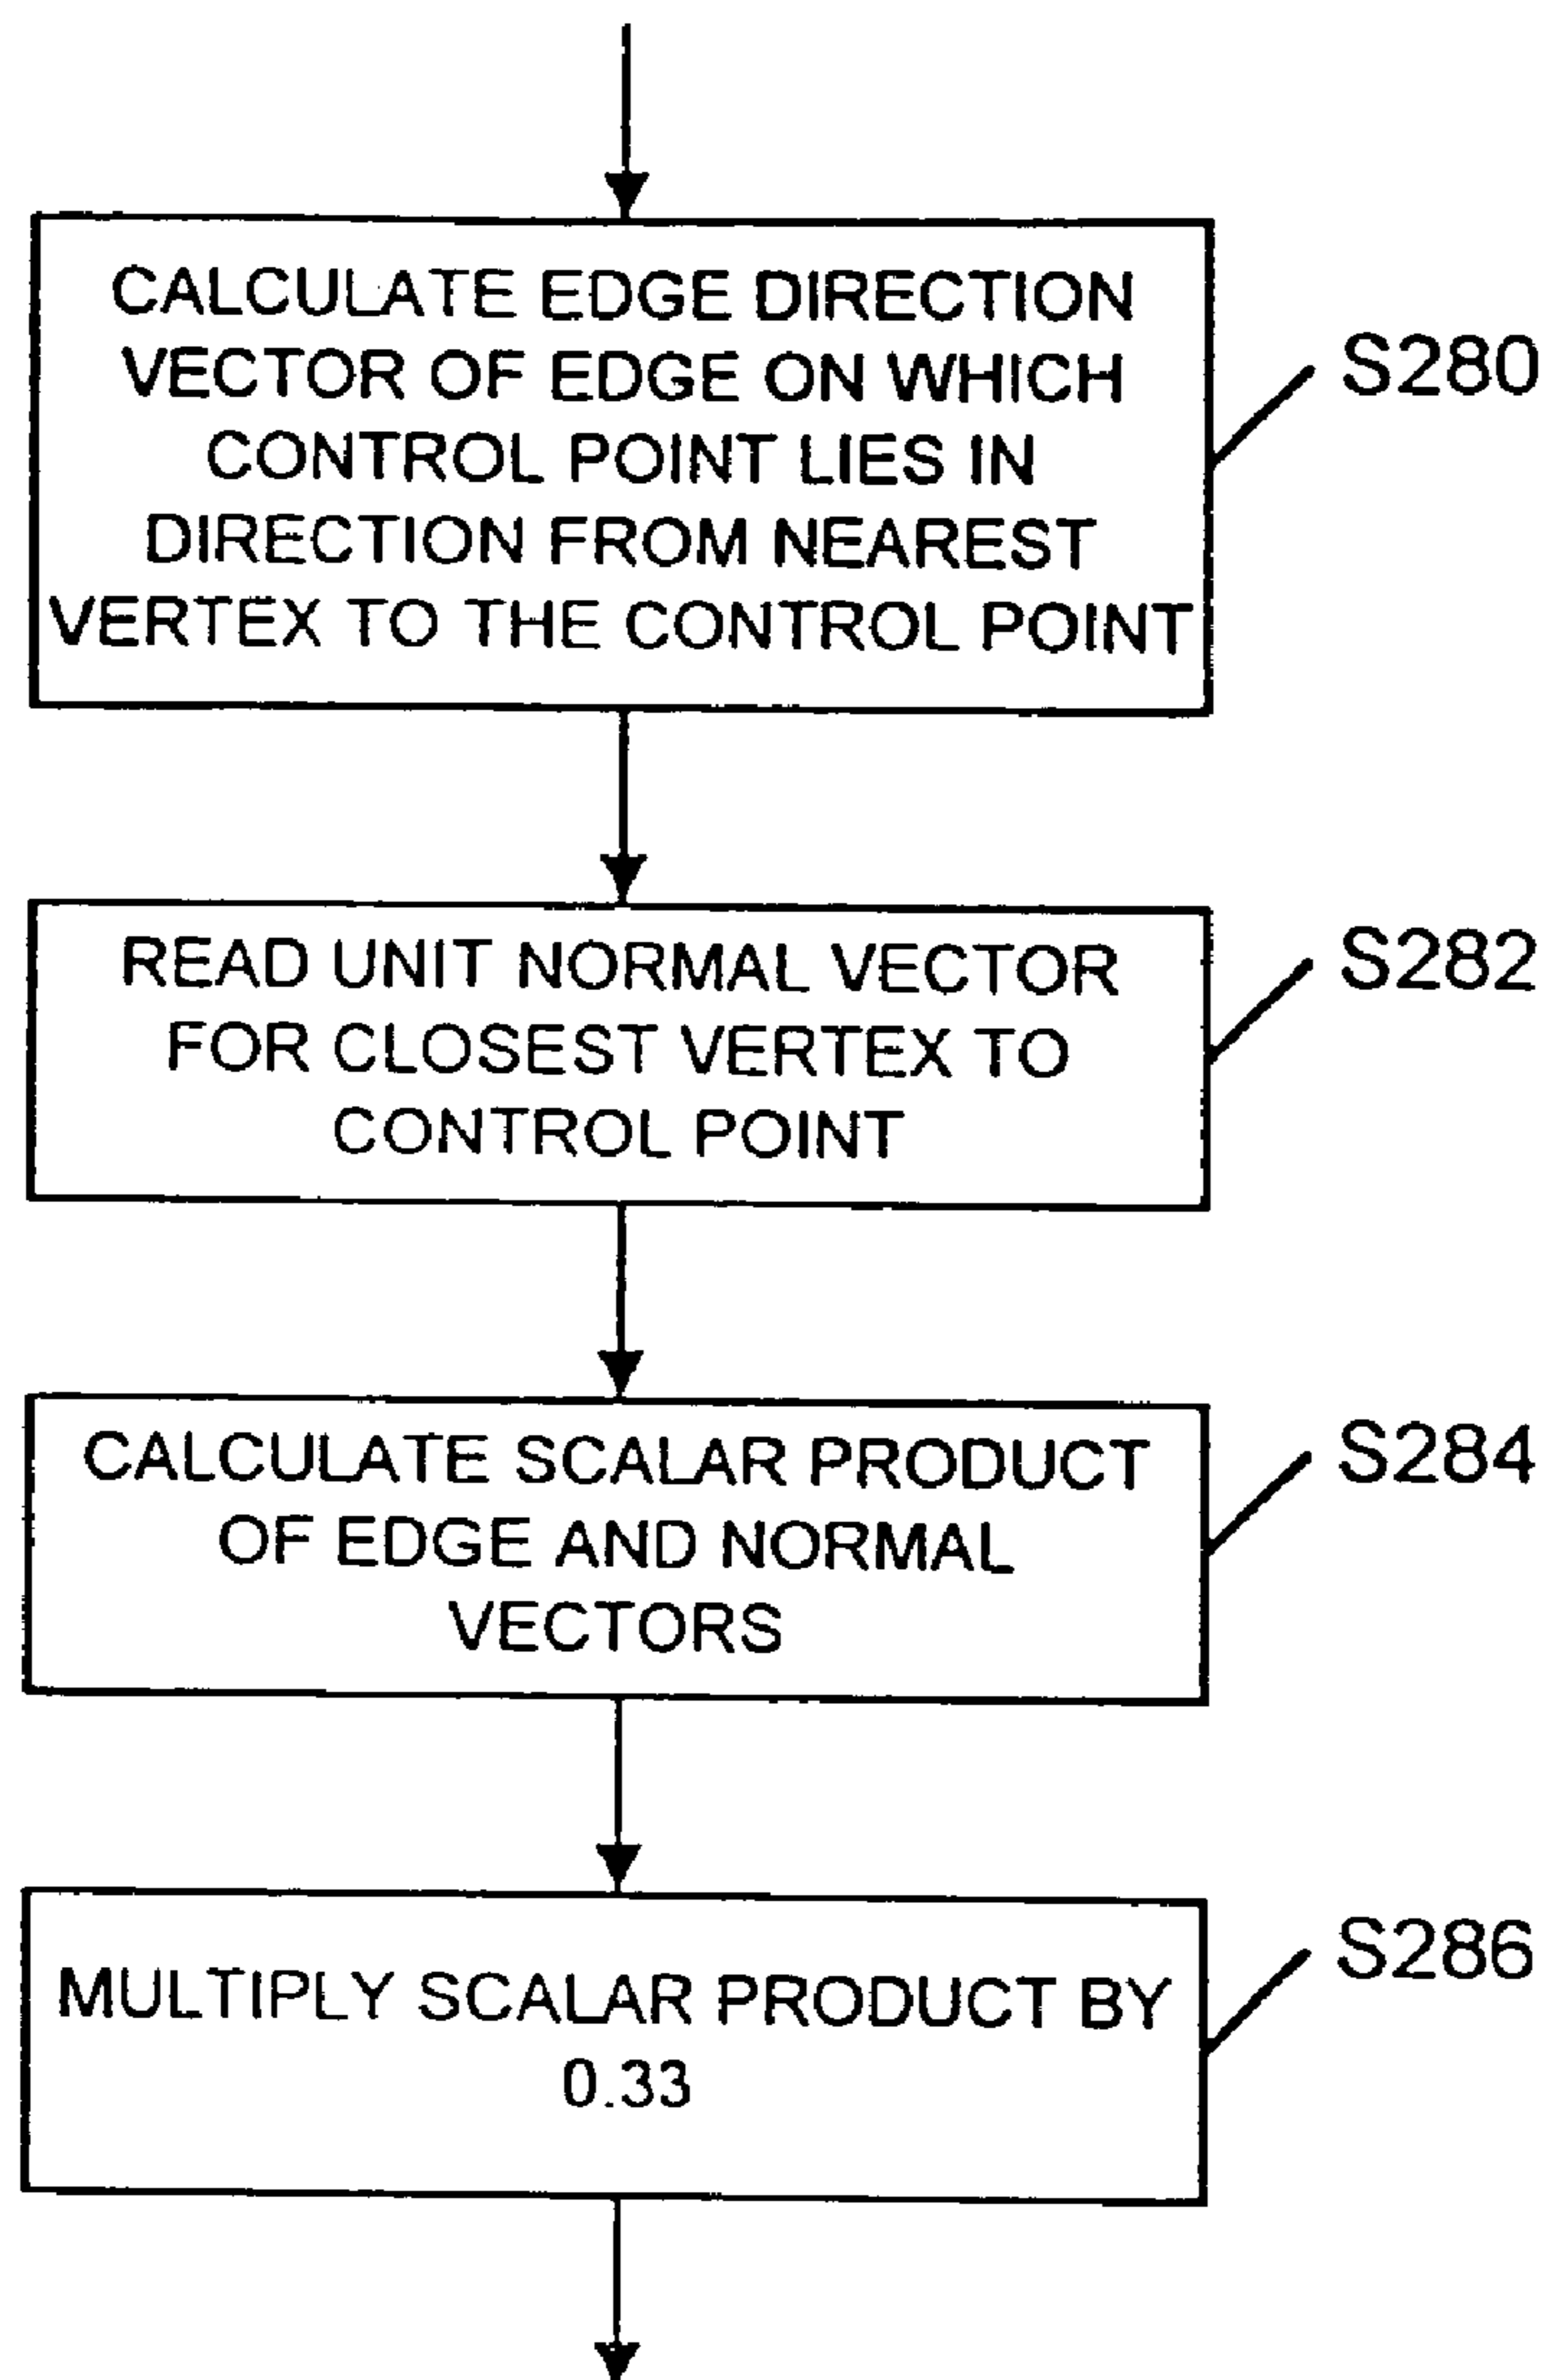 CALCULATE EDGE DIRECTION
VECTOR OF EDGE ON WHICH
CONTROL POINT LIES IN
DIRECTION FROM NEAREST
VERTEX TO THE CONTROL POINT
S280
READ UNIT NORMAL VECTOR
FOR CLOSEST VERTEX TO
CONTROL POINT
S282
CALCULATE SCALAR PRODUCT
OF EDGE AND NORMAL
VECTORS
S284
MULTIPLY SCALAR PRODUCT BY
0.33
S286